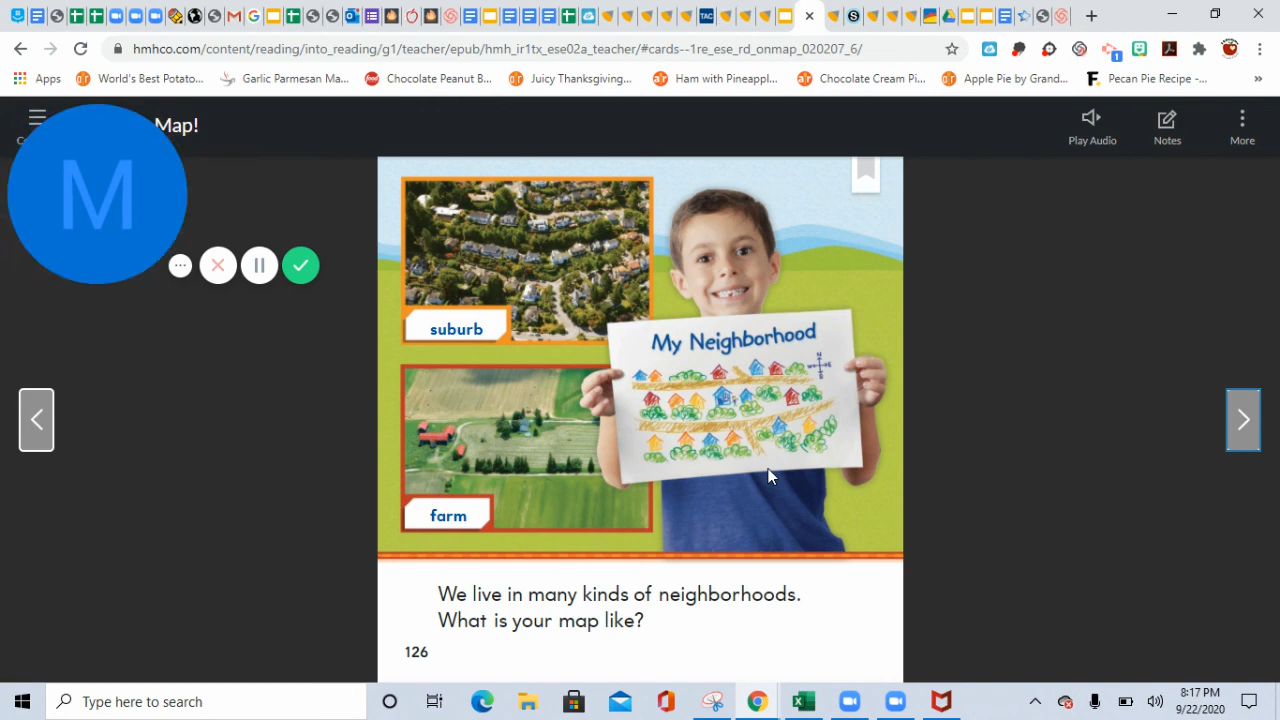 hmhco.com/content/reading/into_reading/g1/teacher/epub/hmh_ir1tx_ese02a_teacher/#cards--1re_ese_rd_onmap_020207_6/
Apps World's Best Potato... Garlic Parmesan Ma... Chocolate Peanut B... Juicy Thanksgiving... Ham with Pineappl... Chocolate Cream Pi... Apple Pie by Grand... Pecan Pie Recipe -... »
Map!
Play Audio Notes More
M
suburb
My Neighborhood
N
W E
S
farm
We live in many kinds of neighborhoods.
What is your map like?
126
Type here to search
8:17 PM
9/22/2020